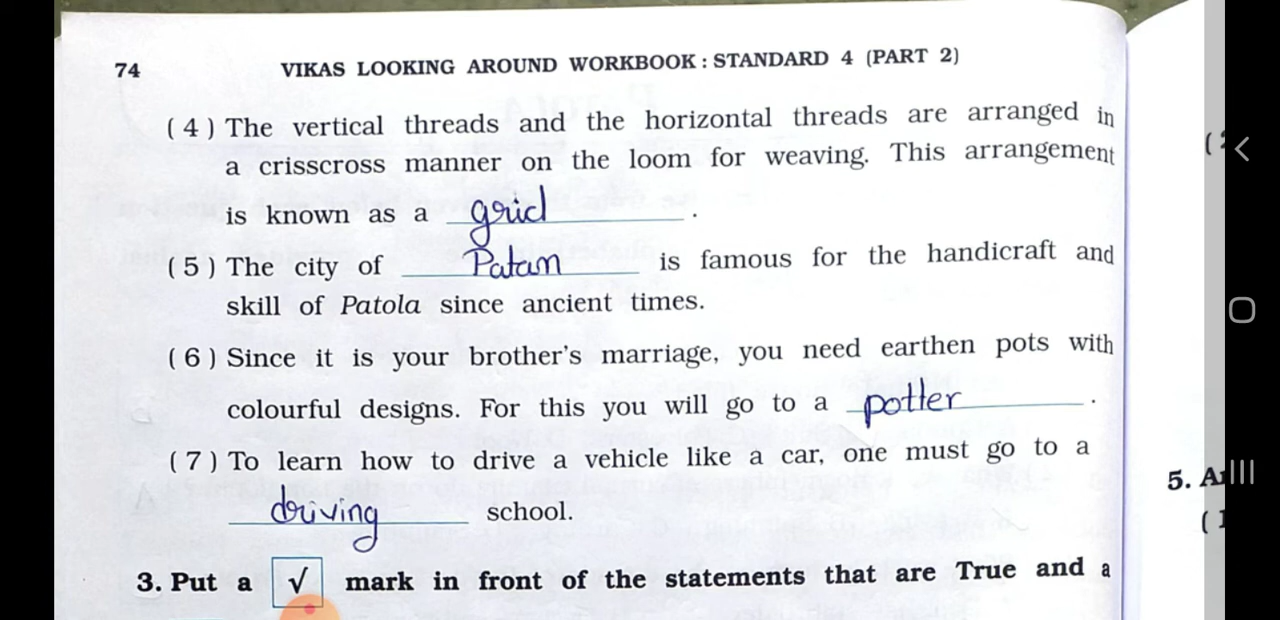 74 VIKAS LOOKING AROUND WORKBOOK : STANDARD 4 (PART 2)
( 4 ) The vertical threads and the horizontal threads are arranged in
a crisscross manner on the loom for weaving. This arrangement
is known as a grid .
( 5 ) The city of Patan is famous for the handicraft and
skill of Patola since ancient times.
( 6 ) Since it is your brother's marriage, you need earthen pots with
colourful designs. For this you will go to a potter .
( 7 ) To learn how to drive a vehicle like a car, one must go to a
driving school.
3. Put a √ mark in front of the statements that are True and a
5.